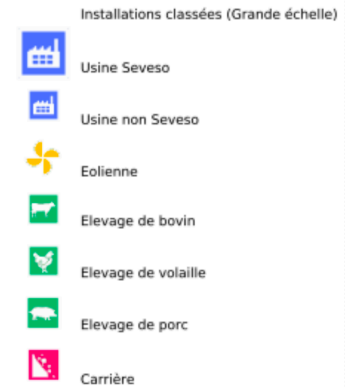 Installations classées (Grande échelle)
Usine Seveso
Usine non Seveso
Eolienne
Elevage de bovin
Elevage de volaille
Elevage de porc
Carrière